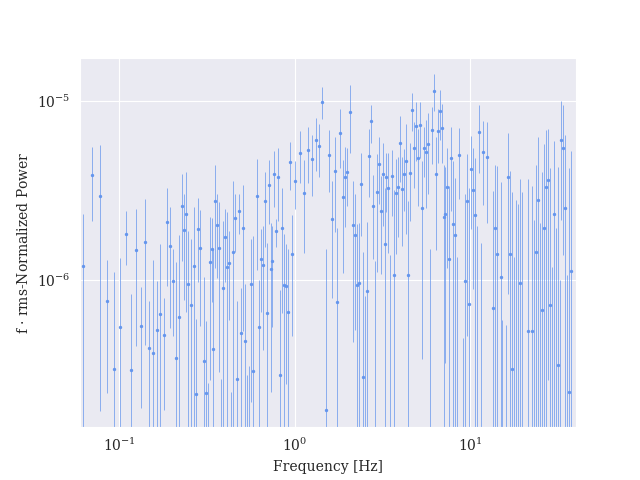 f · rms-Normalized Power
10⁻⁵
10⁻⁶
10⁻¹ 10⁰ 10¹
Frequency [Hz]